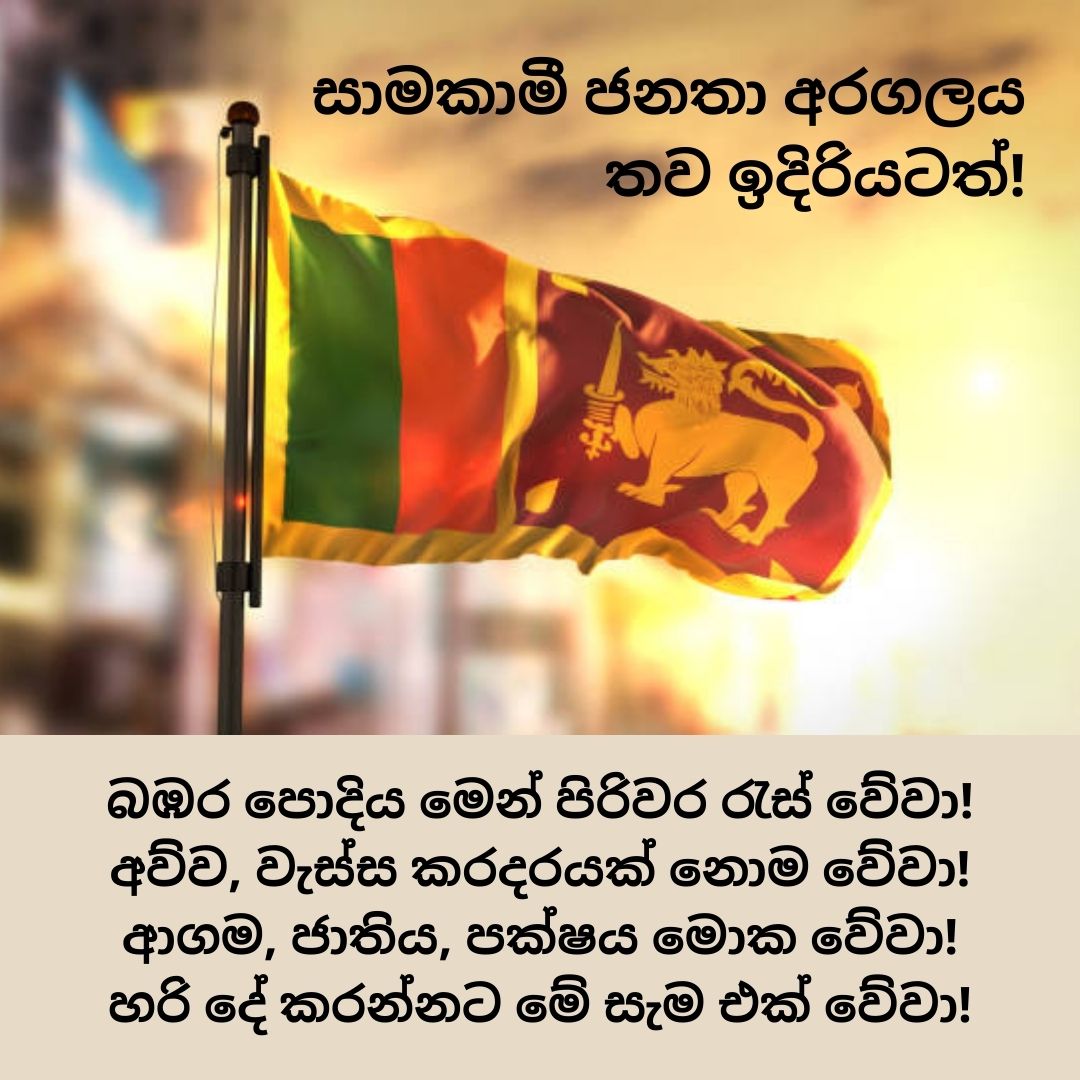 සාමකාමී ජනතා අරගලය
තව ඉදිරියටත්!
බඹර පොදිය මෙන් පිරිවර රැස් වේවා!
අව්ව, වැස්ස කරදරයක් නොම වේවා!
ආගම, ජාතිය, පක්ෂය මොක වේවා!
හරි දේ කරන්නට මේ සැම එක් වේවා!